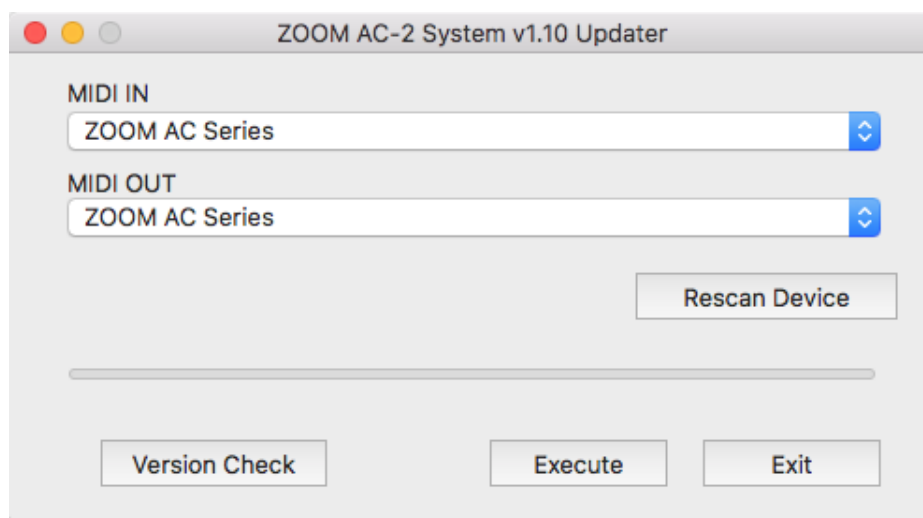 ZOOM AC-2 System v1.10 Updater
MIDI IN
ZOOM AC Series
MIDI OUT
ZOOM AC Series
Rescan Device
Version Check Execute Exit